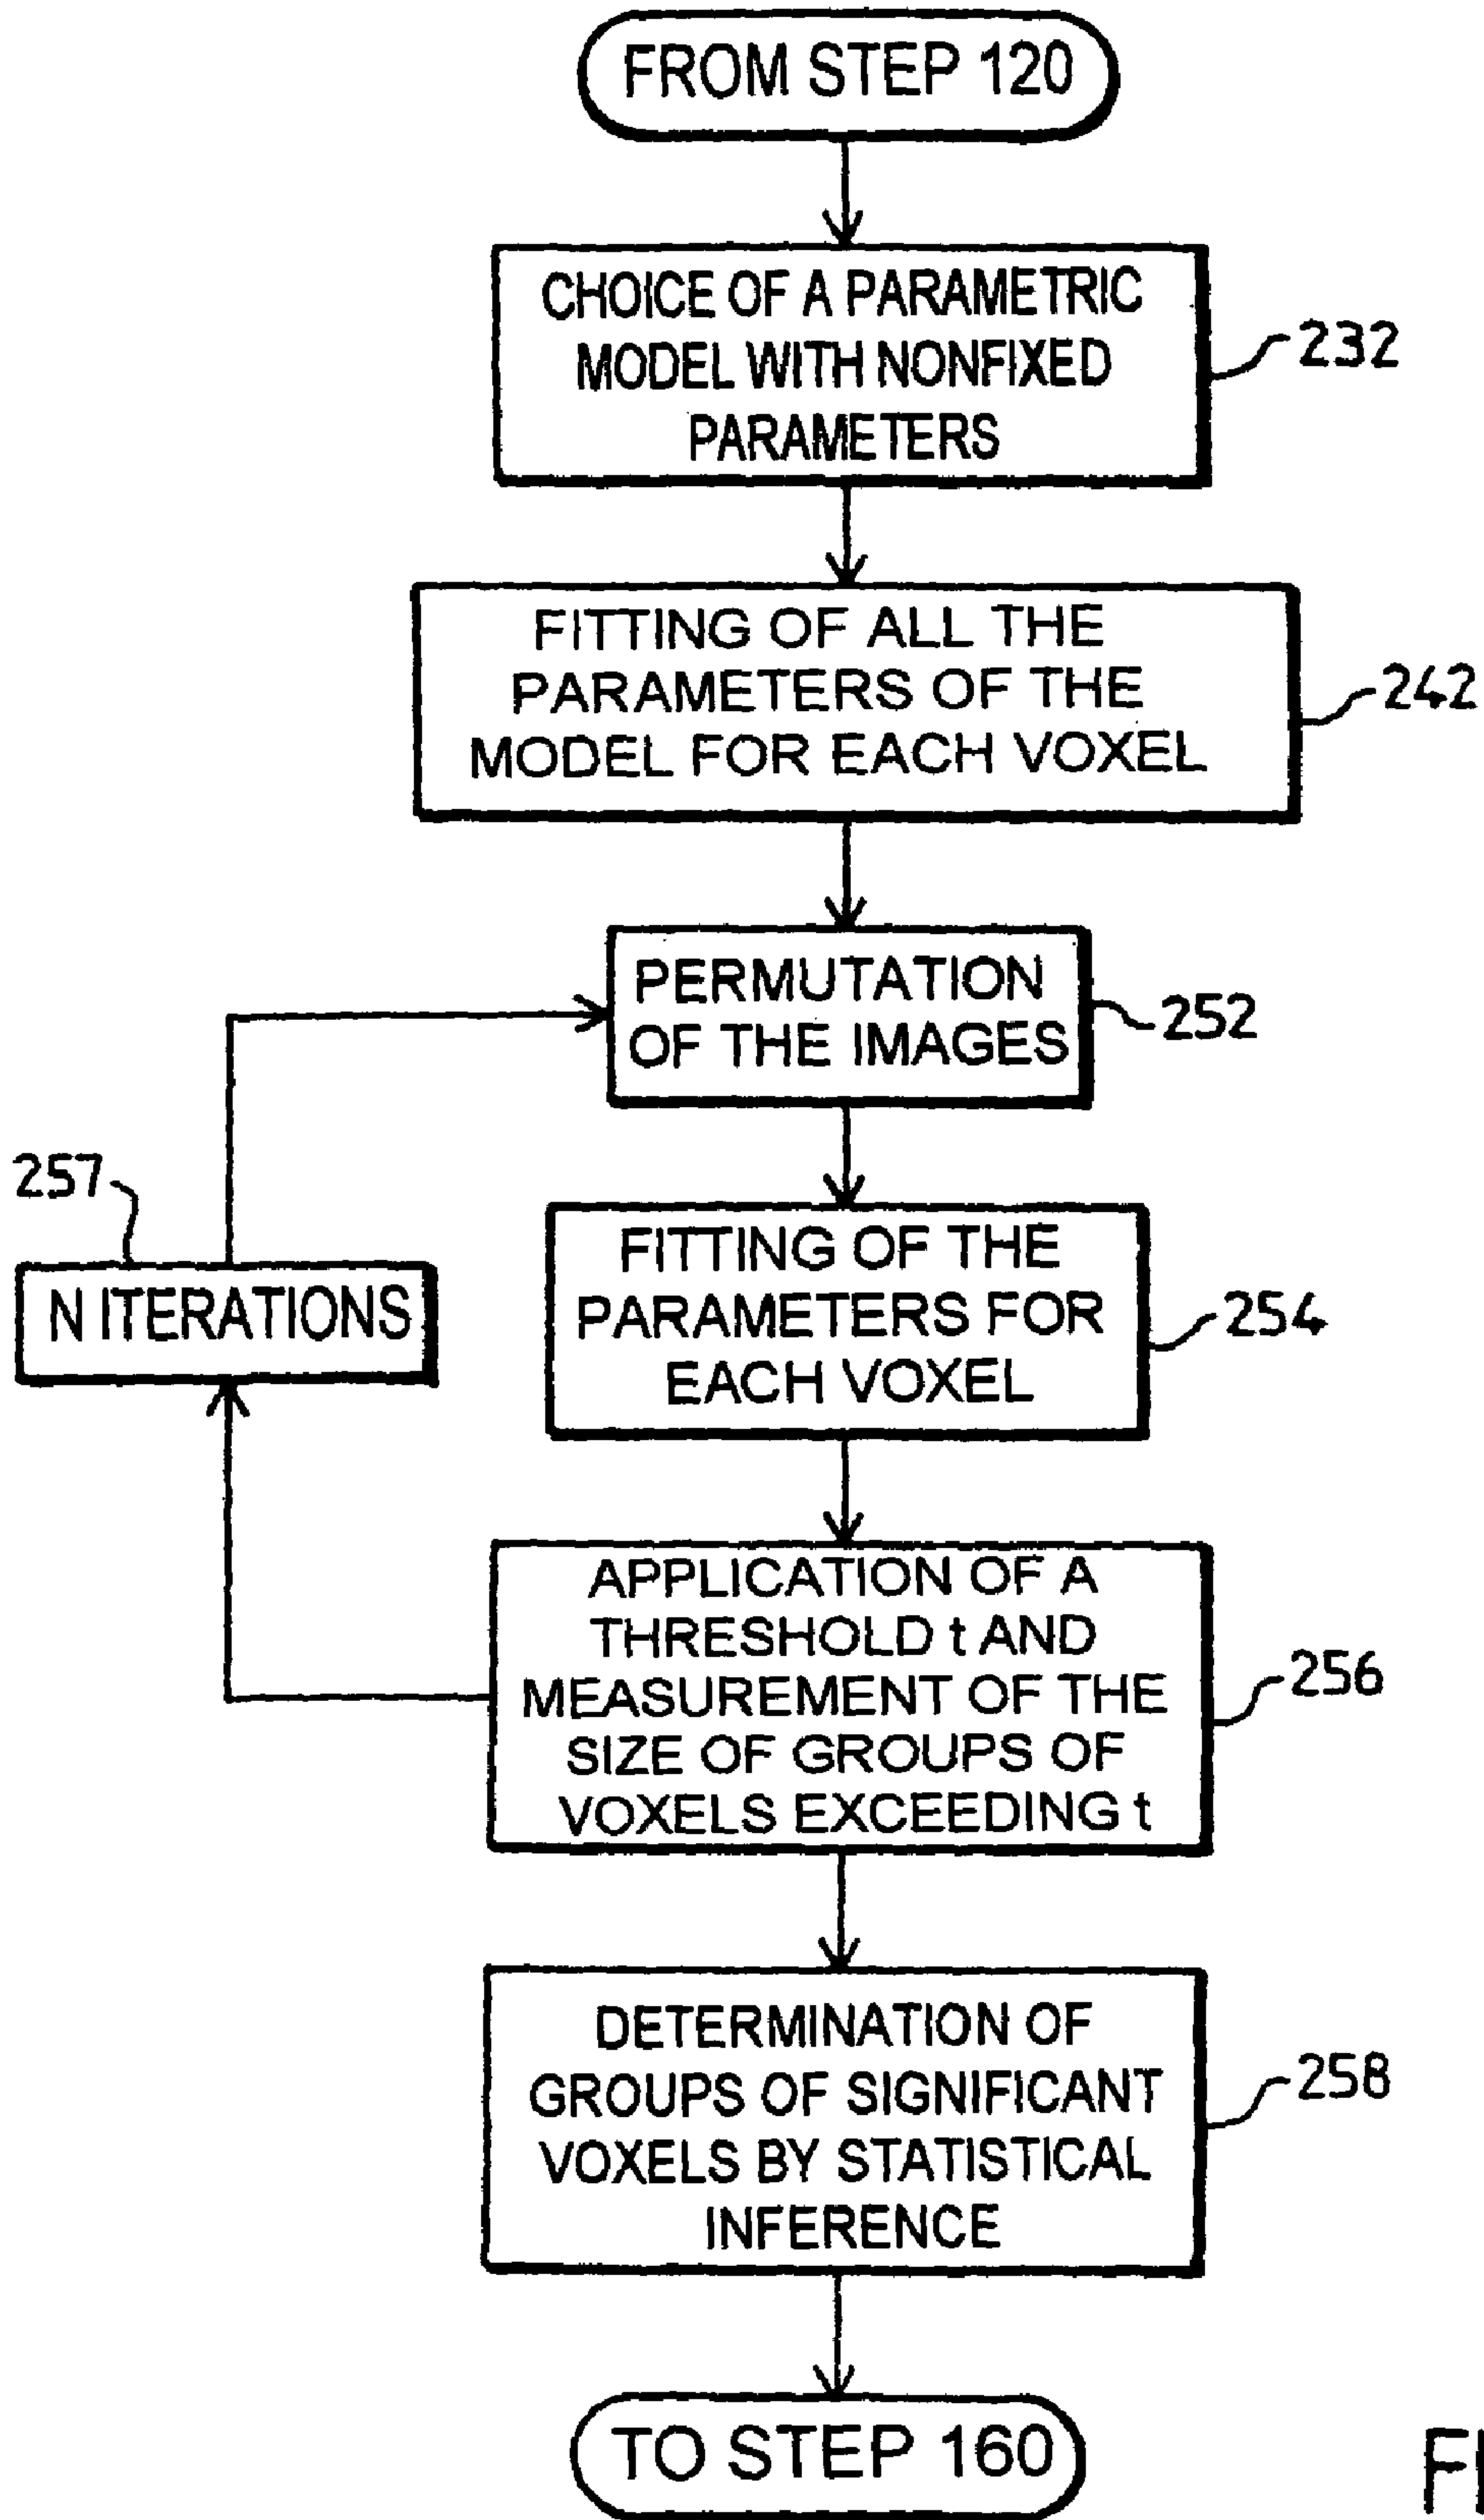 FROM STEP 120
CHOICE OF A PARAMETRIC
MODEL WITH NONFIXED
PARAMETERS
232
FITTING OF ALL THE
PARAMETERS OF THE
MODEL FOR EACH VOXEL
242
PERMUTATION
OF THE IMAGES
252
257
N ITERATIONS
FITTING OF THE
PARAMETERS FOR
EACH VOXEL
254
APPLICATION OF A
THRESHOLD t AND
MEASUREMENT OF THE
SIZE OF GROUPS OF
VOXELS EXCEEDING t
256
DETERMINATION OF
GROUPS OF SIGNIFICANT
VOXELS BY STATISTICAL
INFERENCE
258
TO STEP 160